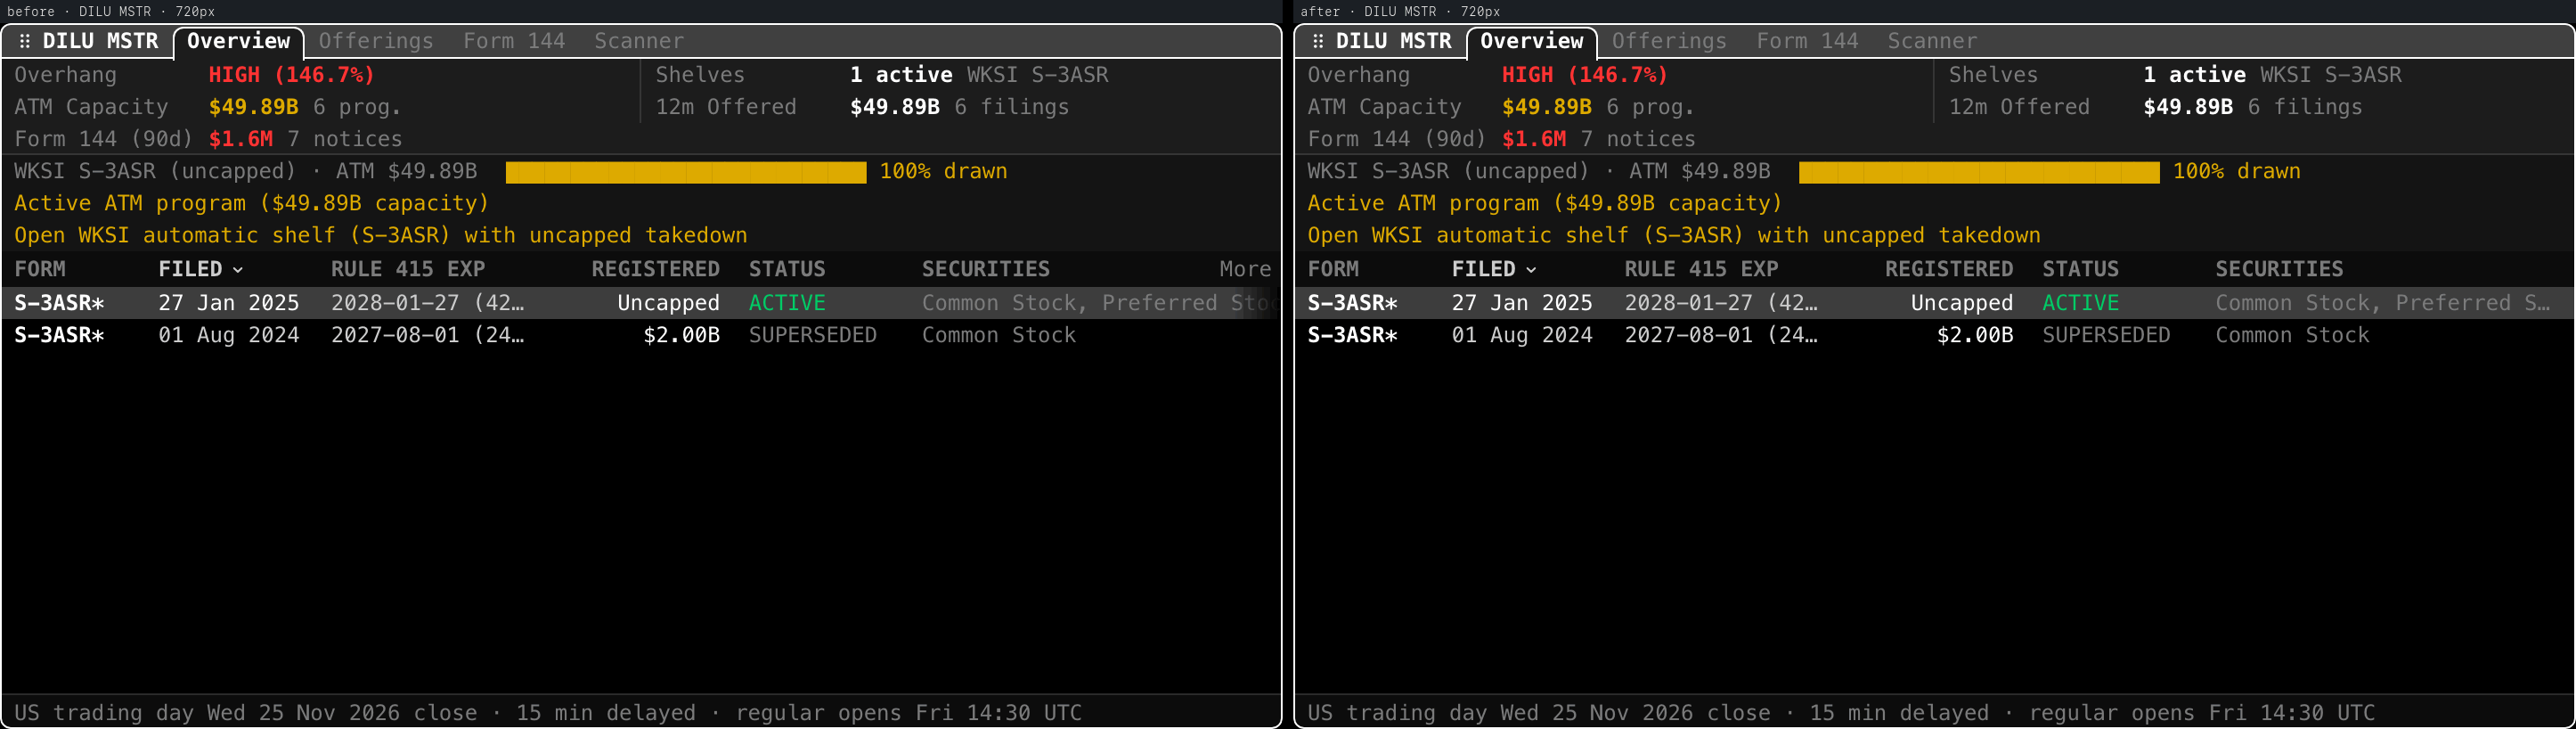 before · DILU MSTR · 720px
DILU MSTR Overview Offerings Form 144 Scanner
Overhang HIGH (146.7%) Shelves 1 active WKSI S-3ASR
ATM Capacity $49.89B 6 prog. 12m Offered $49.89B 6 filings
Form 144 (90d) $1.6M 7 notices
WKSI S-3ASR (uncapped) · ATM $49.89B 100% drawn
Active ATM program ($49.89B capacity)
Open WKSI automatic shelf (S-3ASR) with uncapped takedown
FORM FILED RULE 415 EXP REGISTERED STATUS SECURITIES More
S-3ASR* 27 Jan 2025 2028-01-27 (42… Uncapped ACTIVE Common Stock, Preferred Sto
S-3ASR* 01 Aug 2024 2027-08-01 (24… $2.00B SUPERSEDED Common Stock
US trading day Wed 25 Nov 2026 close · 15 min delayed · regular opens Fri 14:30 UTC
after · DILU MSTR · 720px
DILU MSTR Overview Offerings Form 144 Scanner
Overhang HIGH (146.7%) Shelves 1 active WKSI S-3ASR
ATM Capacity $49.89B 6 prog. 12m Offered $49.89B 6 filings
Form 144 (90d) $1.6M 7 notices
WKSI S-3ASR (uncapped) · ATM $49.89B 100% drawn
Active ATM program ($49.89B capacity)
Open WKSI automatic shelf (S-3ASR) with uncapped takedown
FORM FILED RULE 415 EXP REGISTERED STATUS SECURITIES
S-3ASR* 27 Jan 2025 2028-01-27 (42… Uncapped ACTIVE Common Stock, Preferred S…
S-3ASR* 01 Aug 2024 2027-08-01 (24… $2.00B SUPERSEDED Common Stock
US trading day Wed 25 Nov 2026 close · 15 min delayed · regular opens Fri 14:30 UTC